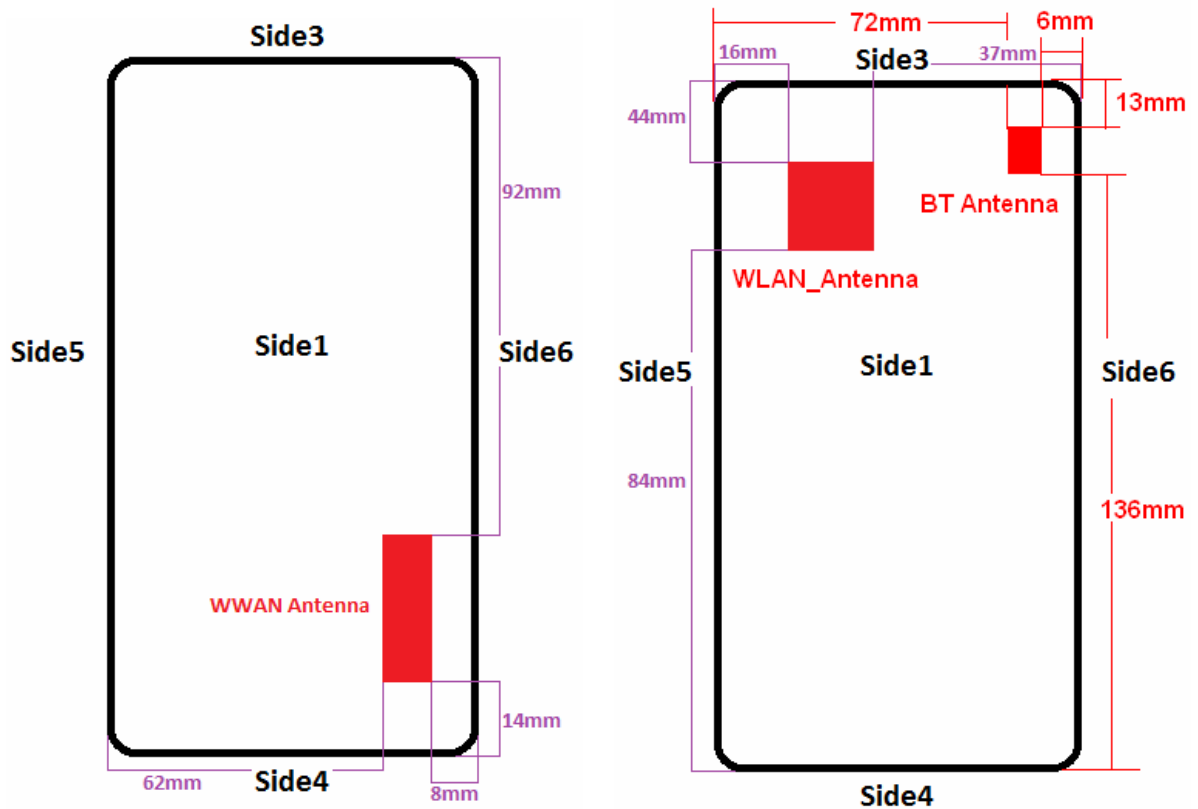 Side3
92mm
Side5
Side1
Side6
WWAN Antenna
14mm
62mm
Side4
8mm
72mm
6mm
16mm
Side3
37mm
44mm
13mm
BT Antenna
WLAN_Antenna
Side5
Side1
Side6
84mm
136mm
Side4